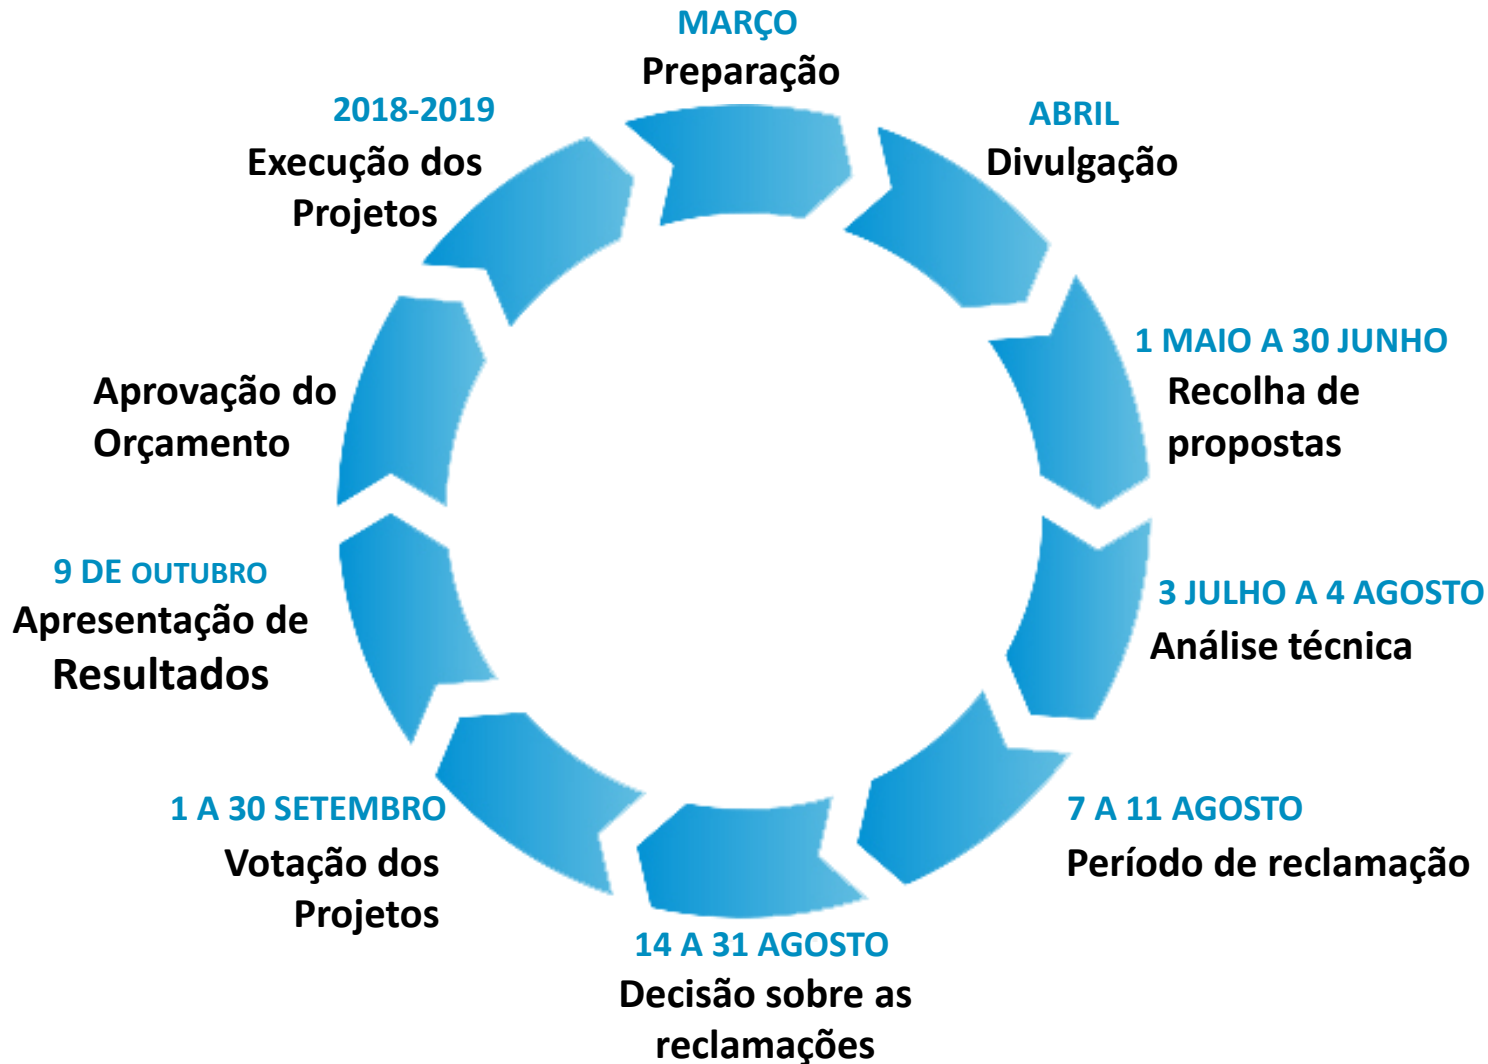 MARÇO
Preparação
ABRIL
Divulgação
1 MAIO A 30 JUNHO
Recolha de
propostas
3 JULHO A 4 AGOSTO
Análise técnica
7 A 11 AGOSTO
Período de reclamação
14 A 31 AGOSTO
Decisão sobre as
reclamações
1 A 30 SETEMBRO
Votação dos
Projetos
9 DE OUTUBRO
Apresentação de
Resultados
Aprovação do
Orçamento
2018-2019
Execução dos
Projetos